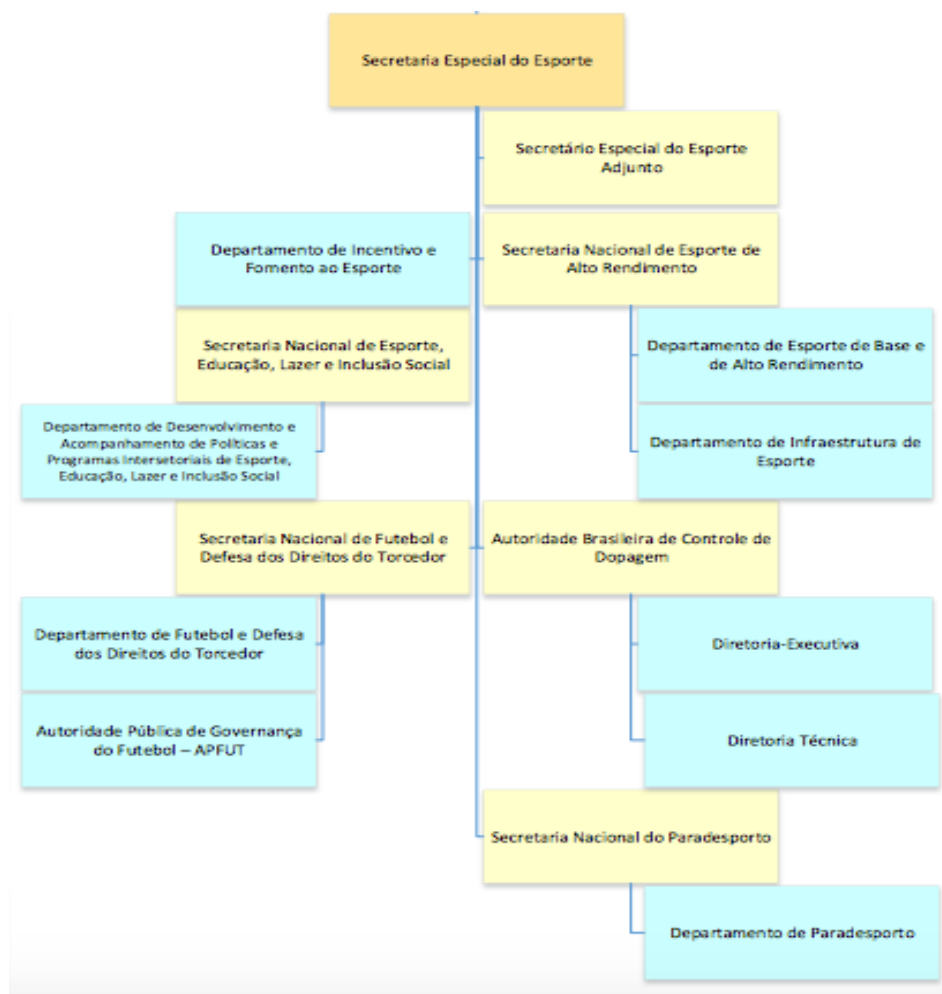 Secretaria Especial do Esporte
Secretário Especial do Esporte
Adjunto
Departamento de Incentivo e
Fomento ao Esporte
Secretaria Nacional de Esporte de
Alto Rendimento
Secretaria Nacional de Esporte,
Educação, Lazer e Inclusão Social
Departamento de Esporte de Base e
de Alto Rendimento
Departamento de Desenvolvimento e
Acompanhamento de Políticas e
Programas Intersetoriais de Esporte,
Educação, Lazer e Inclusão Social
Departamento de Infraestrutura de
Esporte
Secretaria Nacional de Futebol e
Defesa dos Direitos do Torcedor
Autoridade Brasileira de Controle de
Dopagem
Departamento de Futebol e Defesa
dos Direitos do Torcedor
Diretoria-Executiva
Autoridade Pública de Governança
do Futebol – APFUT
Diretoria Técnica
Secretaria Nacional do Paradesporto
Departamento de Paradesporto